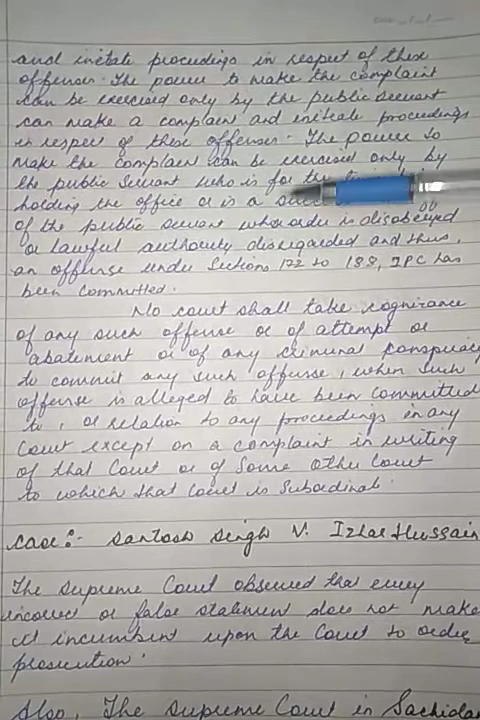 and initate proceedings in respect of these
offenses. The power to make the complaint
can be exercised only by the public servant
can make a complain and initiate proceedings
in respect of these offenses. The power to
make the complain can be exercised only by
the public servant who is for the
holding the office or is a
of the public servant whose order is disobeyed
or lawful authority disregarded and thus,
an offense under Sections 172 to 188, IPC has
been committed.
No court shall take cognizance
of any such offense or of attempt or
abatement or of any criminal conspiracy
to commit any such offense, when such
offense is alleged to have been committed
to, or relation to any proceedings in any
Court except on a complaint in writing
of that Court or of Some Other Court
to which that Court is Subordinat.
Case:- Santosh Singh V. Izhar Hussain
The Supreme Court observed that every
incorrect or false statement does not make
it incumbent upon the Court to order
prosecution.
Also, The Supreme Court in Sachidan